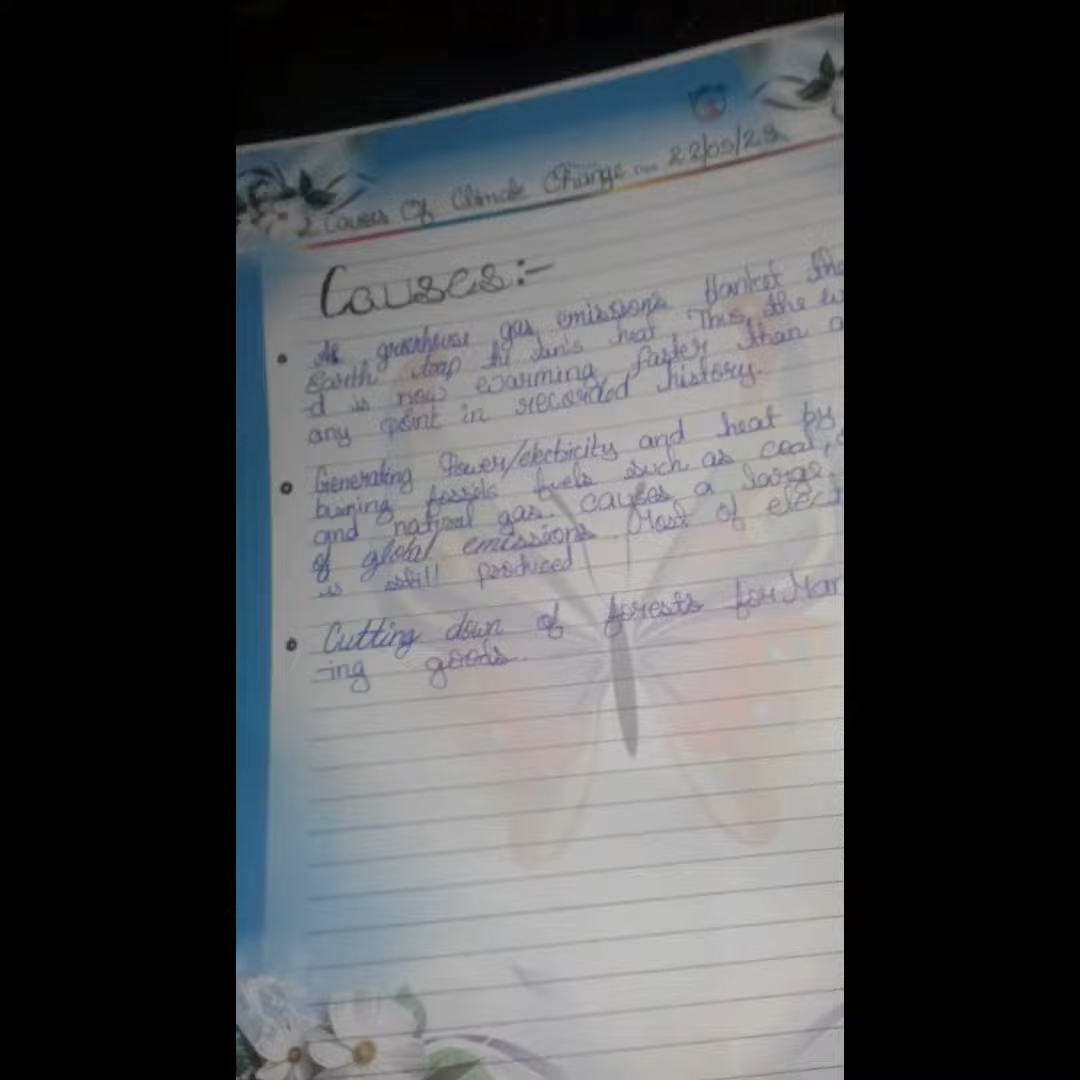 Causes Of Climate Change 22/05/23
Causes:-
• As greenhouse gas emissions blanket the
Earth trap the sun's heat. This, the
it is now warming faster than
any point in recorded history.
• Generating Power/electricity and heat by
burning fossils fuels such as coal,
and natural gas causes a large
of global emissions. Most of elect
is still produced
• Cutting down of forests for Man
-ing goods.